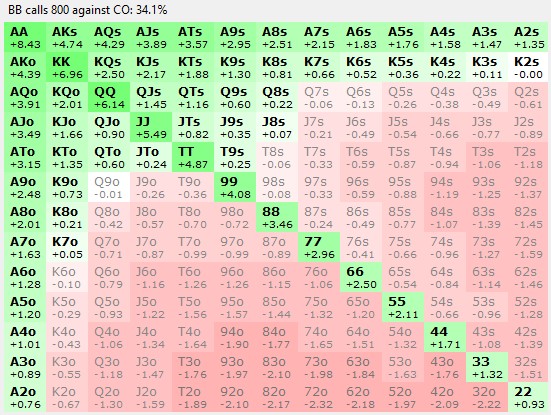 BB calls 800 against CO: 34.1%
AA AKs AQs AJs ATs A9s A8s A7s A6s A5s A4s A3s A2s
+8.43 +4.74 +4.29 +3.89 +3.57 +2.95 +2.51 +2.15 +1.83 +1.76 +1.58 +1.47 +1.35
AKo KK KQs KJs KTs K9s K8s K7s K6s K5s K4s K3s K2s
+4.39 +6.96 +2.50 +2.17 +1.88 +1.30 +0.81 +0.66 +0.52 +0.36 +0.22 +0.11 -0.00
AQo KQo QQ QJs QTs Q9s Q8s Q7s Q6s Q5s Q4s Q3s Q2s
+3.91 +2.01 +6.14 +1.45 +1.16 +0.60 +0.22 -0.06 -0.13 -0.26 -0.38 -0.49 -0.61
AJo KJo QJo JJ JTs J9s J8s J7s J6s J5s J4s J3s J2s
+3.49 +1.66 +0.90 +5.49 +0.82 +0.35 +0.07 -0.21 -0.49 -0.54 -0.66 -0.77 -0.89
ATo KTo QTo JTo TT T9s T8s T7s T6s T5s T4s T3s T2s
+3.15 +1.35 +0.60 +0.24 +4.87 +0.25 -0.06 -0.33 -0.59 -0.87 -0.94 -1.06 -1.18
A9o K9o Q9o J9o T9o 99 98s 97s 96s 95s 94s 93s 92s
+2.48 +0.73 -0.01 -0.26 -0.36 +4.08 -0.08 -0.33 -0.59 -0.88 -1.19 -1.25 -1.37
A8o K8o Q8o J8o T8o 98o 88 87s 86s 85s 84s 83s 82s
+2.01 +0.21 -0.42 -0.57 -0.70 -0.72 +3.46 -0.24 -0.49 -0.77 -1.07 -1.39 -1.45
A7o K7o Q7o J7o T7o 97o 87o 77 76s 75s 74s 73s 72s
+1.63 +0.05 -0.71 -0.87 -0.99 -0.99 -0.89 +2.96 -0.41 -0.66 -0.96 -1.27 -1.59
A6o K6o Q6o J6o T6o 96o 86o 76o 66 65s 64s 63s 62s
+1.28 -0.10 -0.79 -1.16 -1.26 -1.26 -1.15 -1.06 +2.50 -0.54 -0.84 -1.14 -1.46
A5o K5o Q5o J5o T5o 95o 85o 75o 65o 55 54s 53s 52s
+1.20 -0.29 -0.93 -1.22 -1.56 -1.57 -1.44 -1.32 -1.20 +2.11 -0.66 -0.96 -1.28
A4o K4o Q4o J4o T4o 94o 84o 74o 64o 54o 44 43s 42s
+1.01 -0.43 -1.06 -1.34 -1.64 -1.90 -1.77 -1.65 -1.51 -1.32 +1.71 -1.08 -1.39
A3o K3o Q3o J3o T3o 93o 83o 73o 63o 53o 43o 33 32s
+0.89 -0.55 -1.18 -1.47 -1.76 -1.97 -2.10 -1.98 -1.84 -1.63 -1.76 +1.32 -1.51
A2o K2o Q2o J2o T2o 92o 82o 72o 62o 52o 42o 32o 22
+0.76 -0.67 -1.30 -1.59 -1.89 -2.10 -2.17 -2.32 -2.18 -1.97 -2.09 -2.22 +0.93